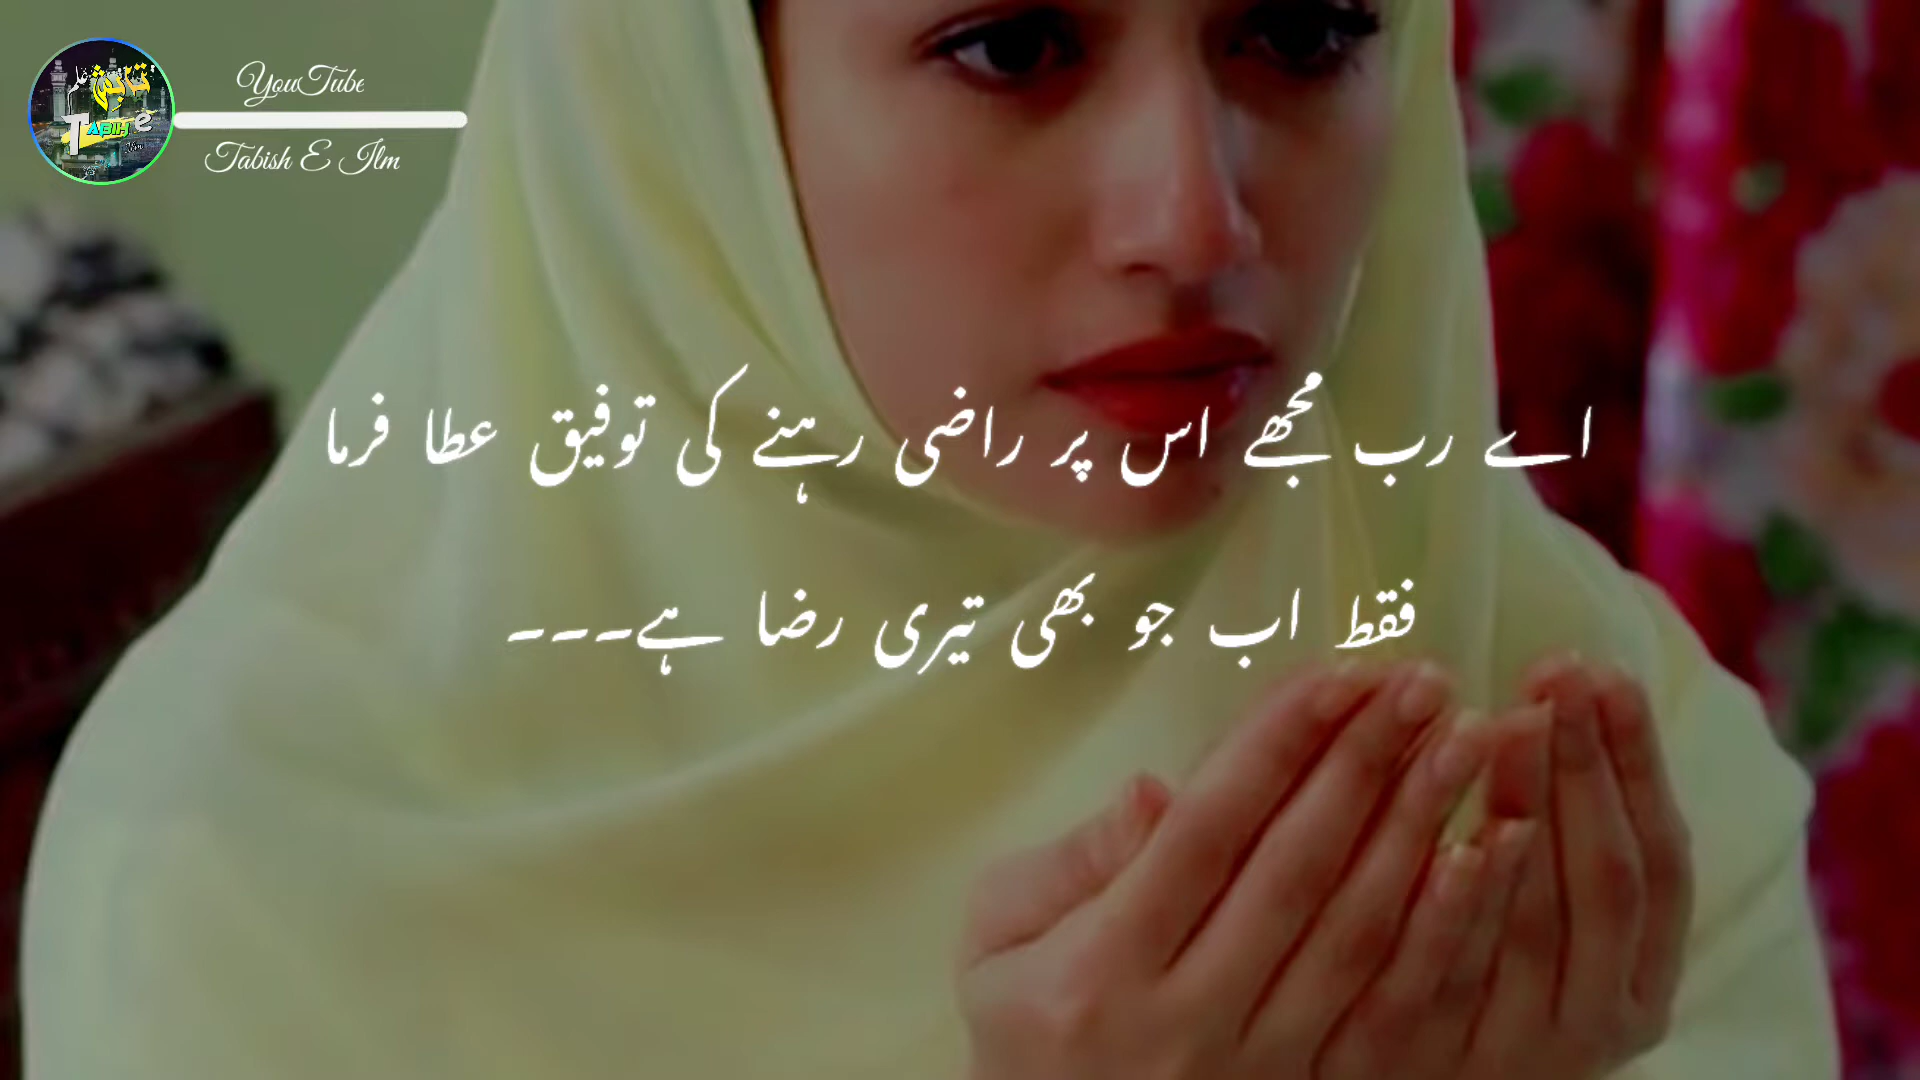 YouTube
Tabish E Ilm
اے رب مجھے اس پر راضی رہنے کی توفیق عطا فرما
فقط اب جو بھی تیری رضا ہے۔۔۔